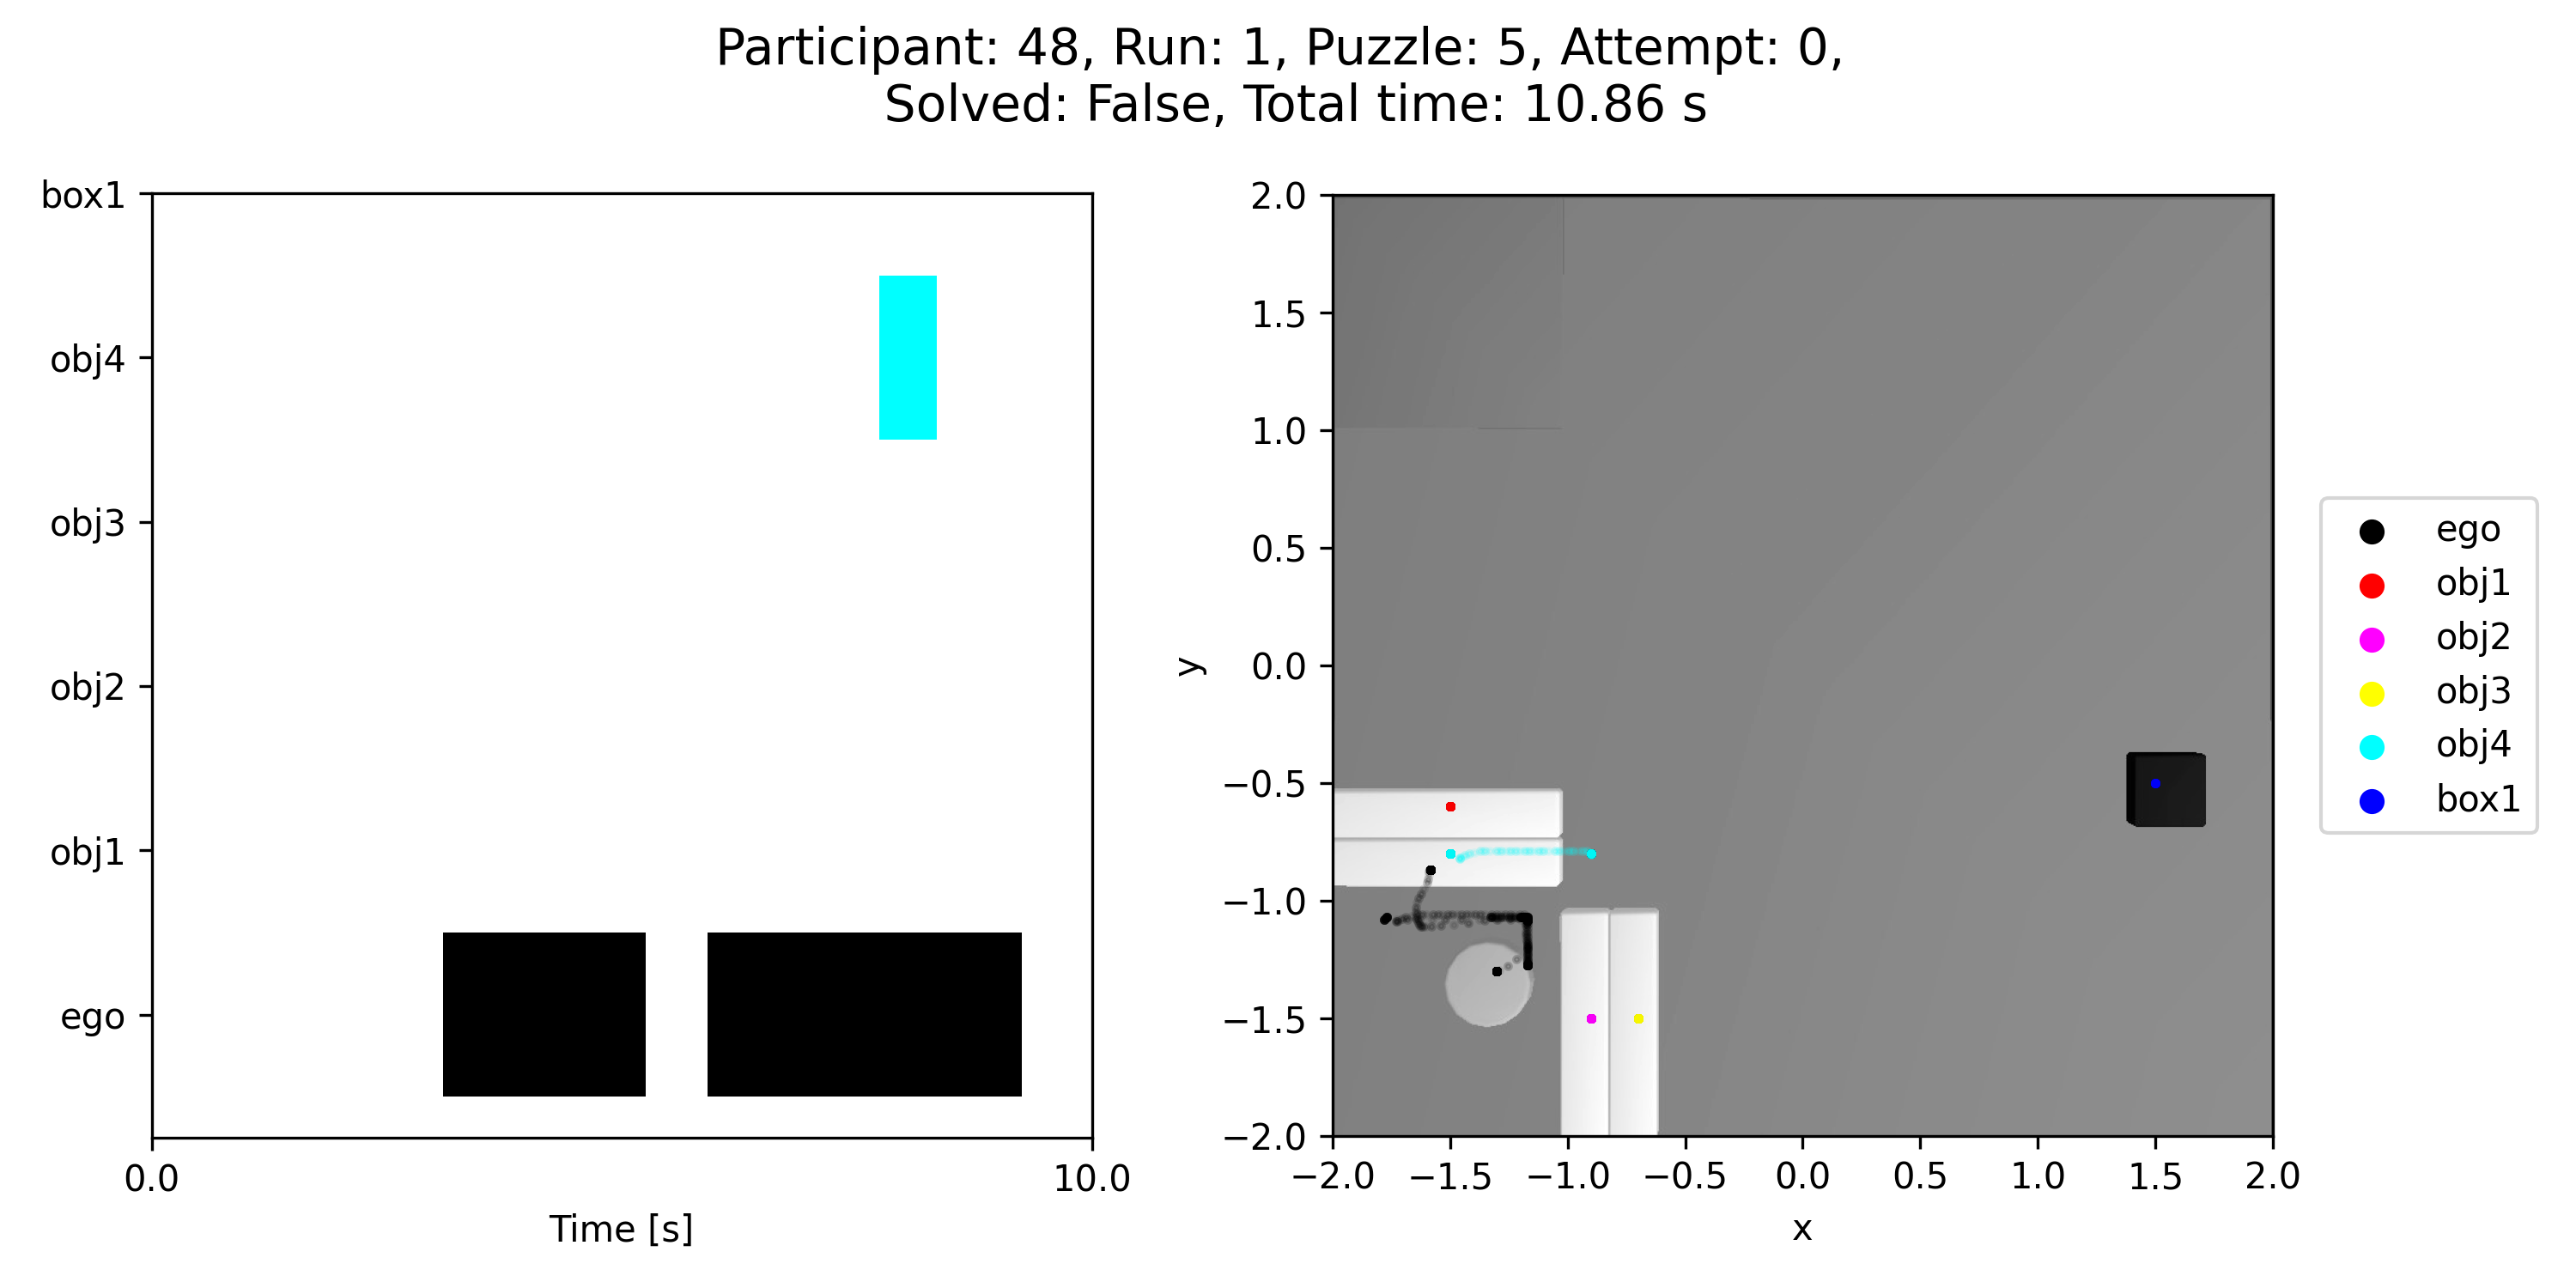 Participant: 48, Run: 1, Puzzle: 5, Attempt: 0,
Solved: False, Total time: 10.86 s
box1
obj4
obj3
obj2
obj1
ego
0.0
10.0
Time [s]
2.0
1.5
1.0
0.5
0.0
−0.5
−1.0
−1.5
−2.0
y
−2.0
−1.5
−1.0
−0.5
0.0
0.5
1.0
1.5
2.0
x
ego
obj1
obj2
obj3
obj4
box1